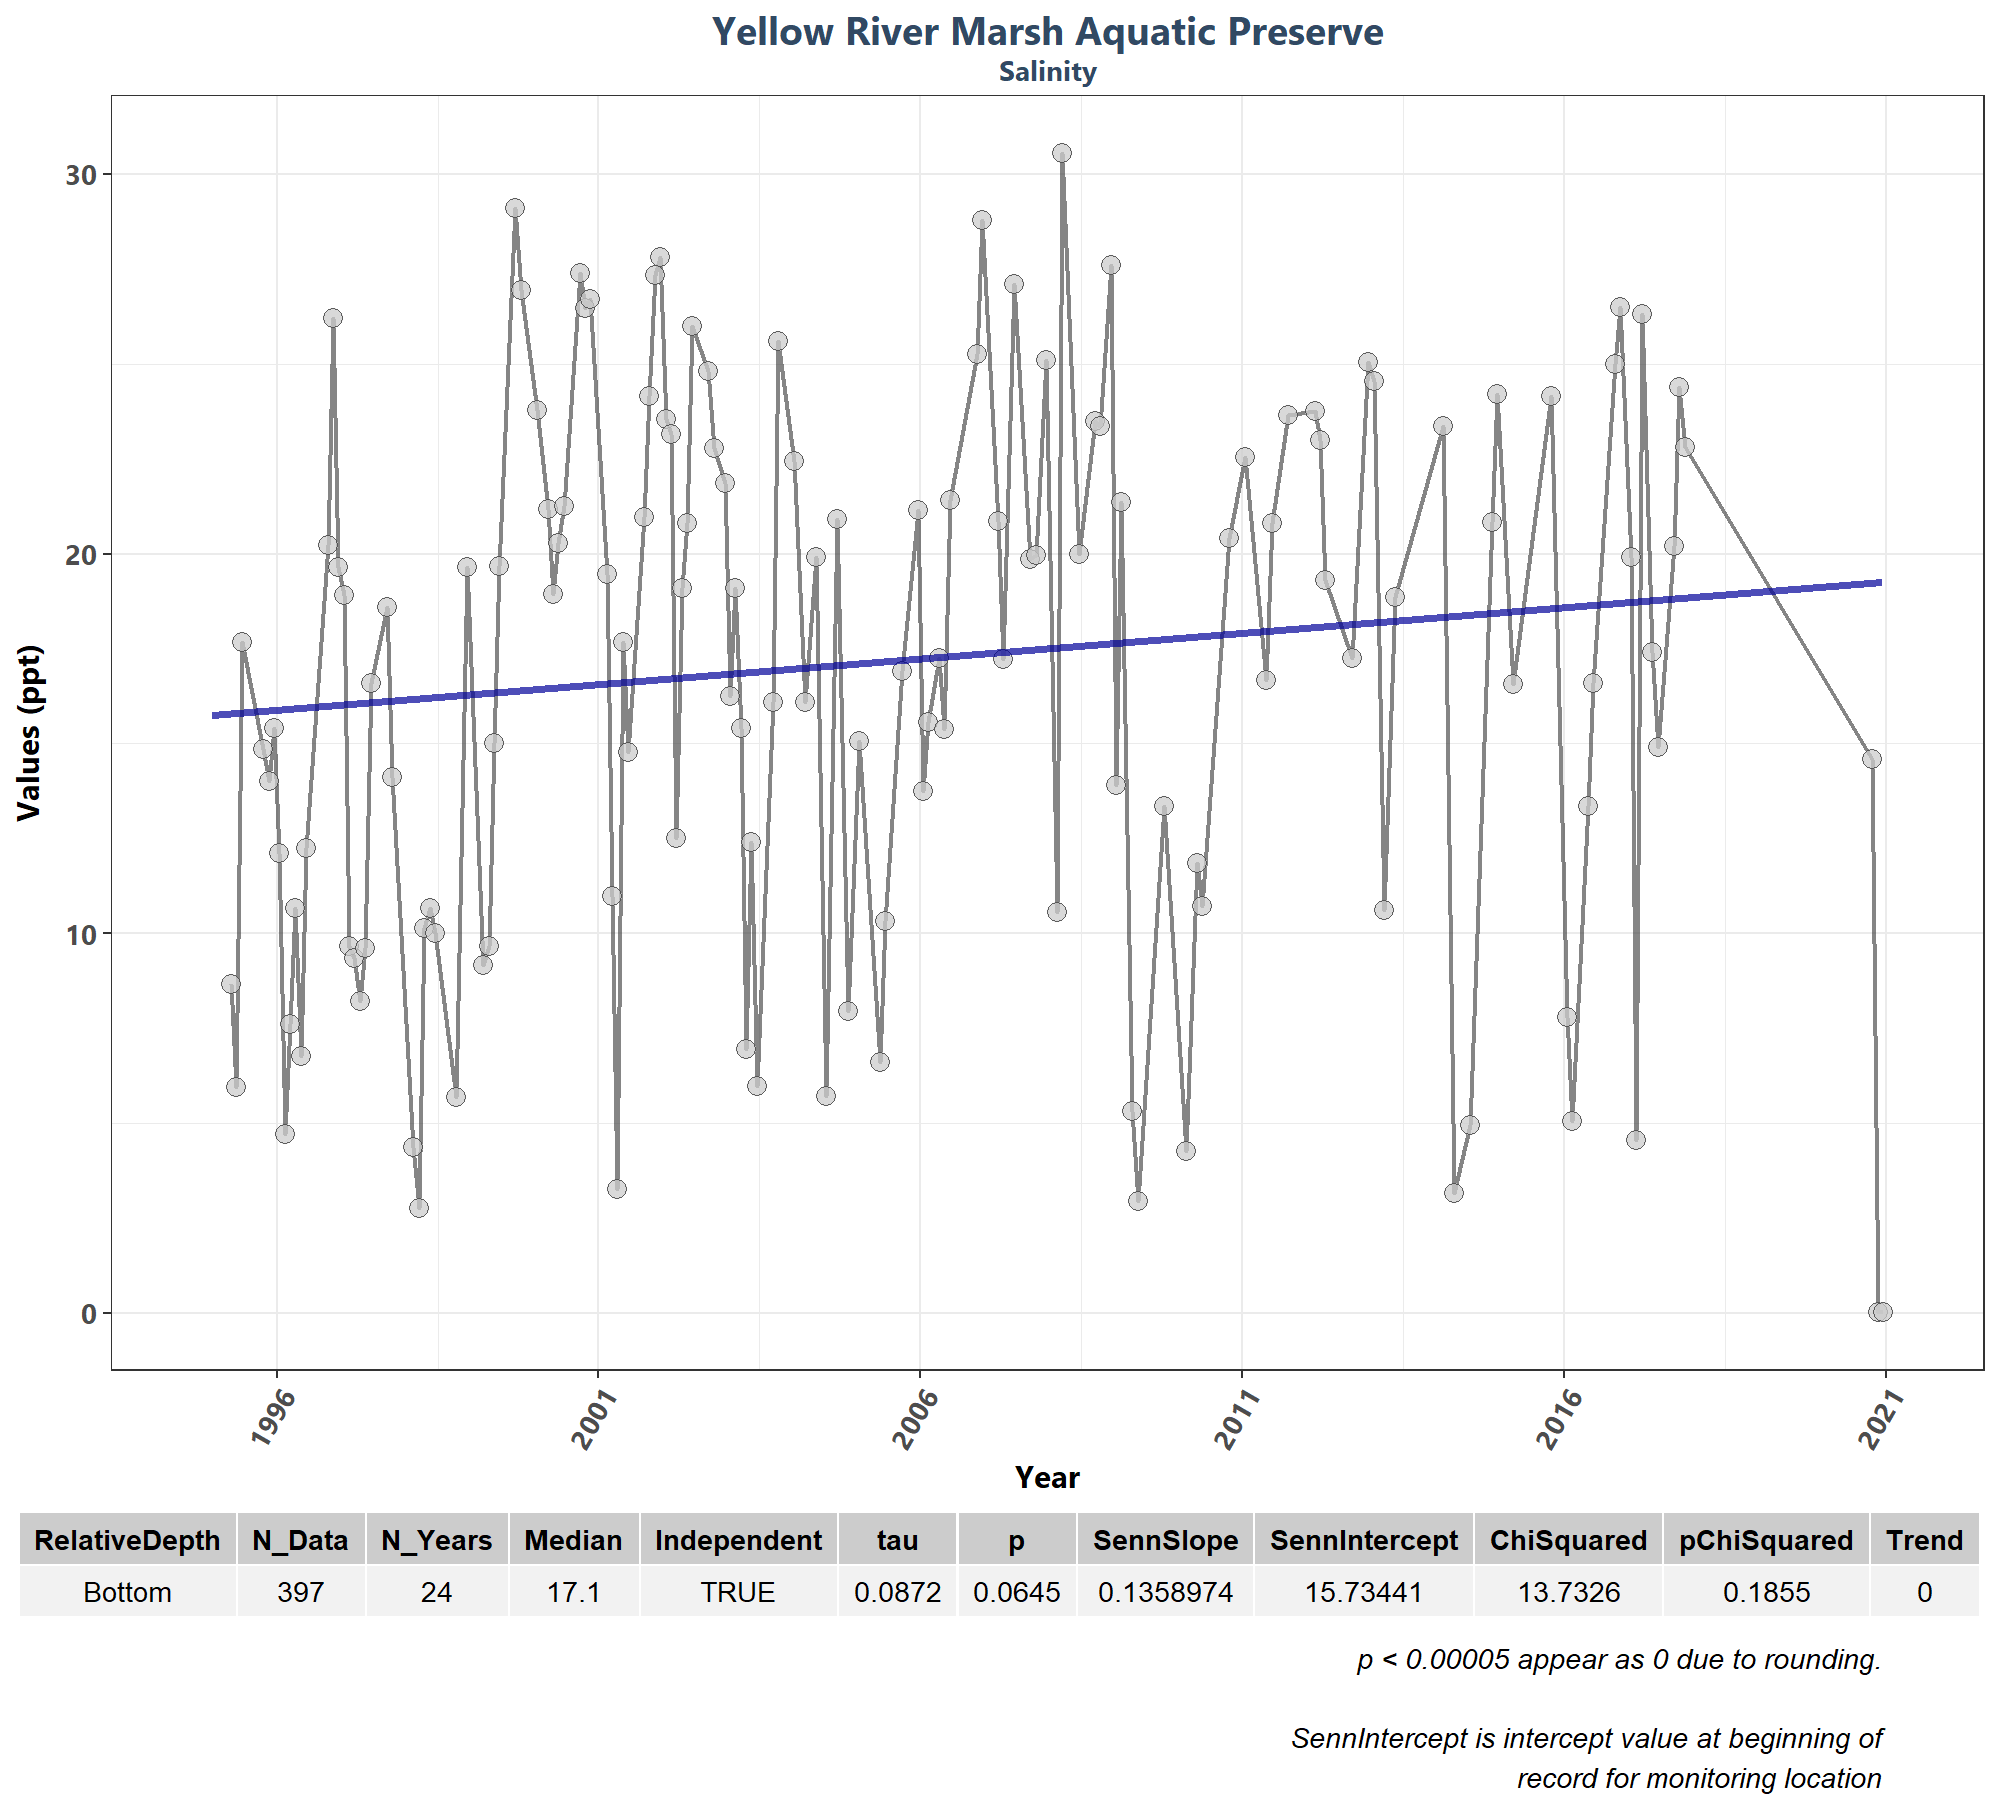 Yellow River Marsh Aquatic Preserve
Salinity
Values (ppt)
30
20
10
0
1996 2001 2006 2011 2016 2021
Year
RelativeDepth N_Data N_Years Median Independent tau p SennSlope SennIntercept ChiSquared pChiSquared Trend
Bottom 397 24 17.1 TRUE 0.0872 0.0645 0.1358974 15.73441 13.7326 0.1855 0
p < 0.00005 appear as 0 due to rounding.
SennIntercept is intercept value at beginning of
record for monitoring location